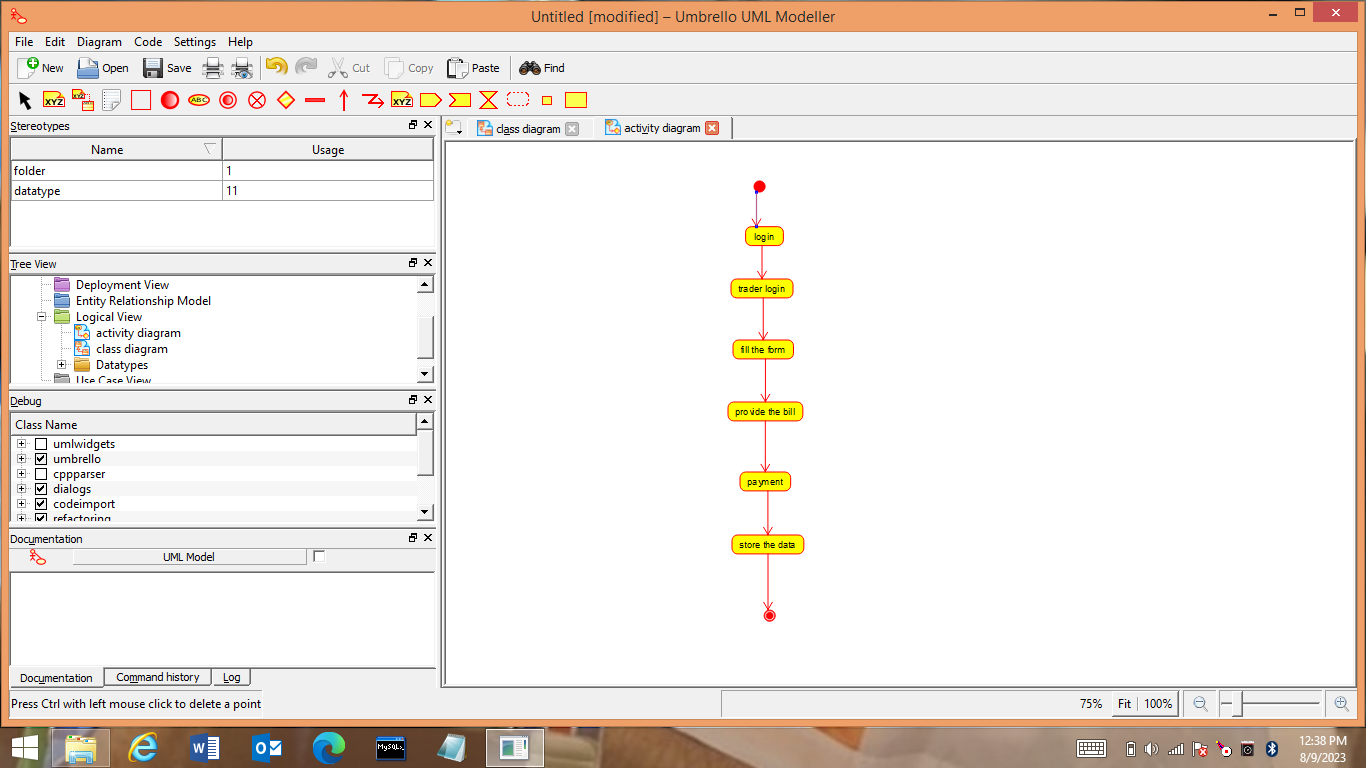 Untitled [modified] – Umbrello UML Modeller
File Edit Diagram Code Settings Help
New Open Save Cut Copy Paste Find
XYZ XYZ ABC XYZ
Stereotypes
class diagram activity diagram
Name Usage
folder 1
datatype 11
Tree View
Deployment View
Entity Relationship Model
Logical View
activity diagram
class diagram
Datatypes
Use Case View
Debug
Class Name
umlwidgets
umbrello
cppparser
dialogs
codeimport
refactoring
Documentation
UML Model
Documentation Command history Log
login
trader login
fill the form
provide the bill
payment
store the data
Press Ctrl with left mouse click to delete a point
75% Fit 100%
MySQL
12:38 PM
8/9/2023